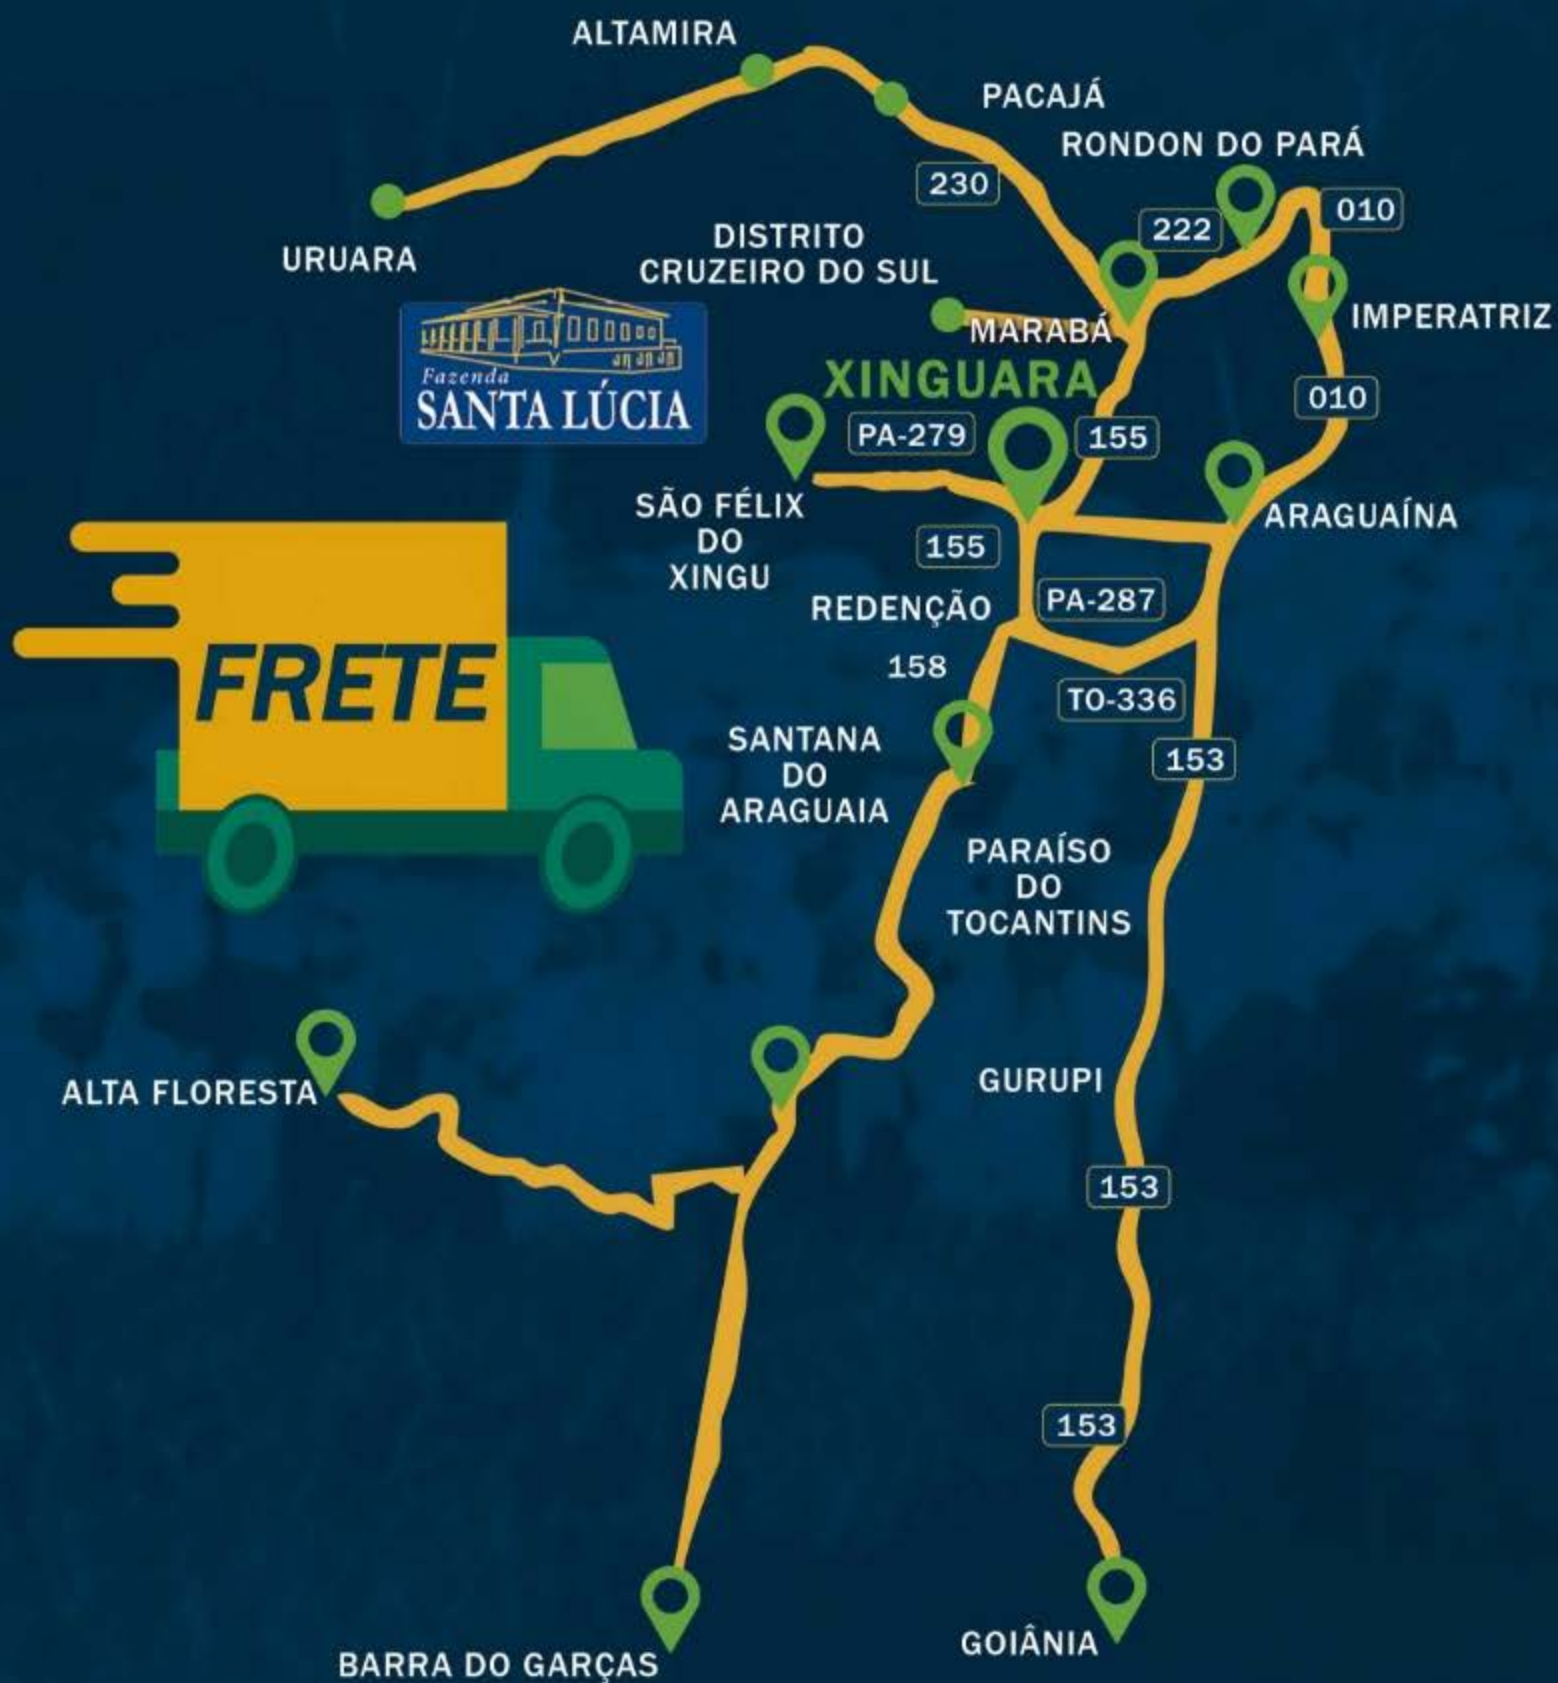 ALTAMIRA
PACAJÁ
RONDON DO PARÁ
230
010
222
URUARA
DISTRITO
CRUZEIRO DO SUL
MARABÁ
IMPERATRIZ
Fazenda
SANTA LÚCIA
XINGUARA
010
PA-279
155
SÃO FÉLIX
DO
XINGU
ARAGUAÍNA
155
REDENÇÃO
PA-287
158
TO-336
FRETE
SANTANA
DO
ARAGUAIA
153
PARAÍSO
DO
TOCANTINS
ALTA FLORESTA
GURUPI
153
153
GOIÂNIA
BARRA DO GARÇAS